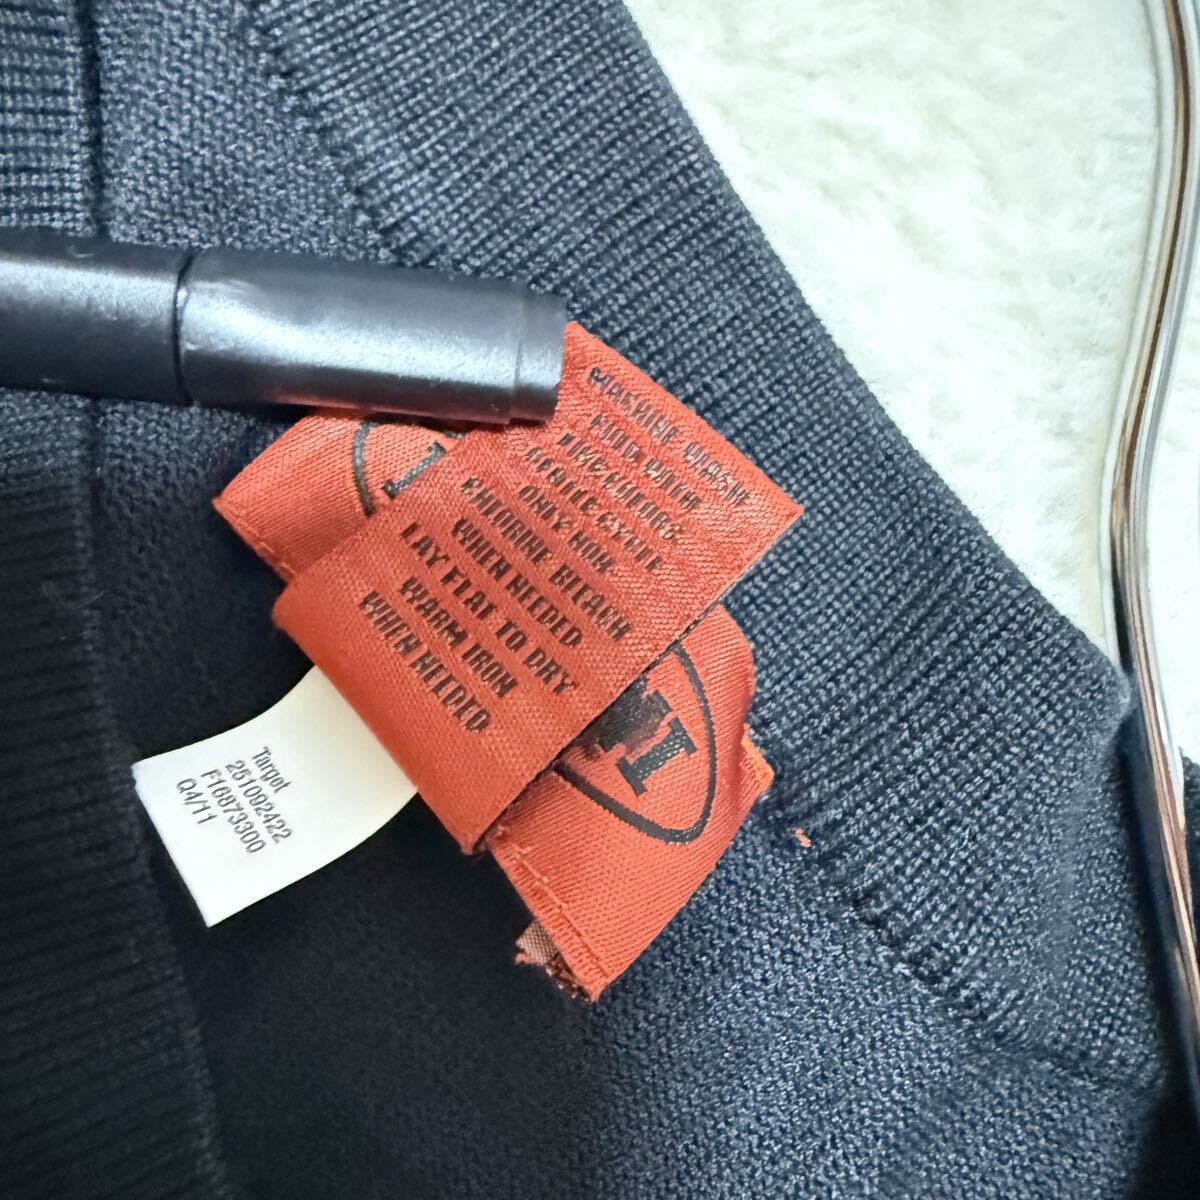 MACHINE WASH
COLD WITH
LIKE COLORS.
GENTLE CYCLE
ONLY. NON
CHLORINE BLEACH
WHEN NEEDED
LAY FLAT TO DRY
WARM IRON
WHEN NEEDED
Target
251092422
F16873300
Q4/11